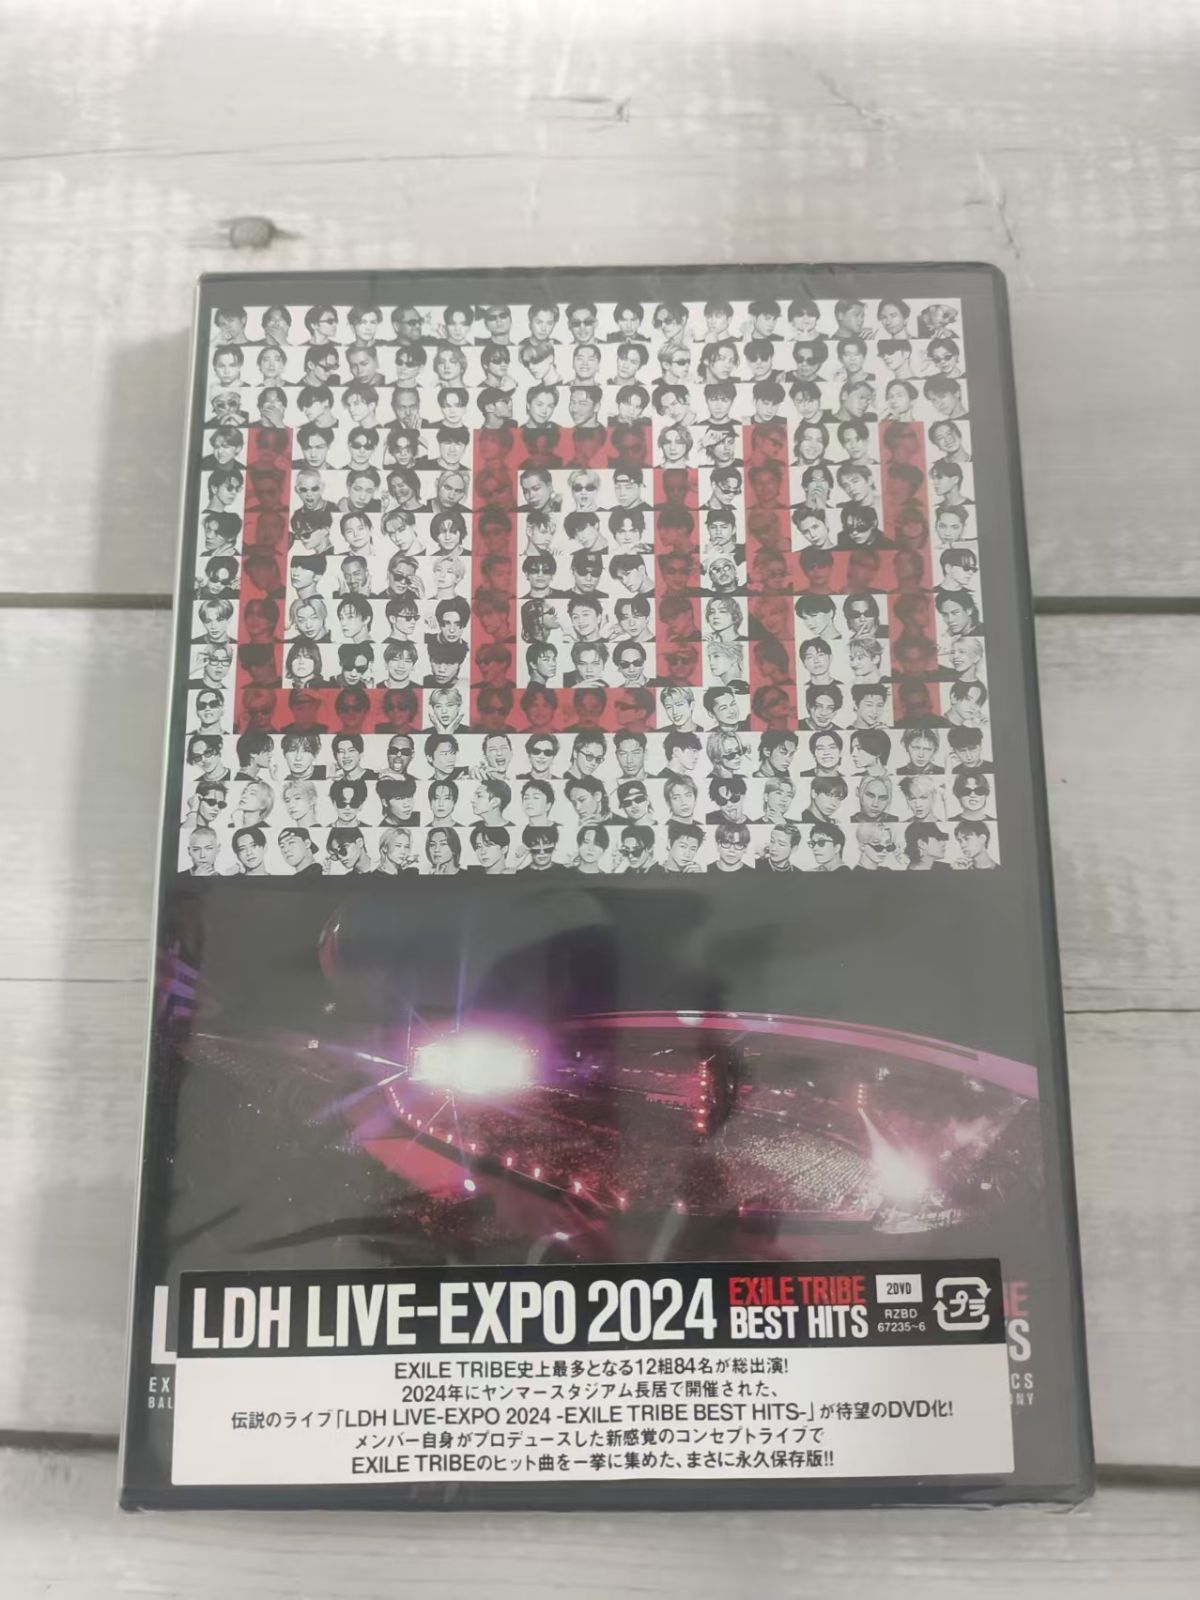 LDH
LDH LIVE-EXPO 2024
EXILE TRIBE
BEST HITS
2DVD
RZBD
67235~6
プラ
EXILE TRIBE史上最多となる12組84名が総出演!
2024年にヤンマースタジアム長居で開催された、
伝説のライブ「LDH LIVE-EXPO 2024 -EXILE TRIBE BEST HITS-」が待望のDVD化!
メンバー自身がプロデュースした新感覚のコンセプトライブで
EXILE TRIBEのヒット曲を一挙に集めた、まさに永久保存版!!